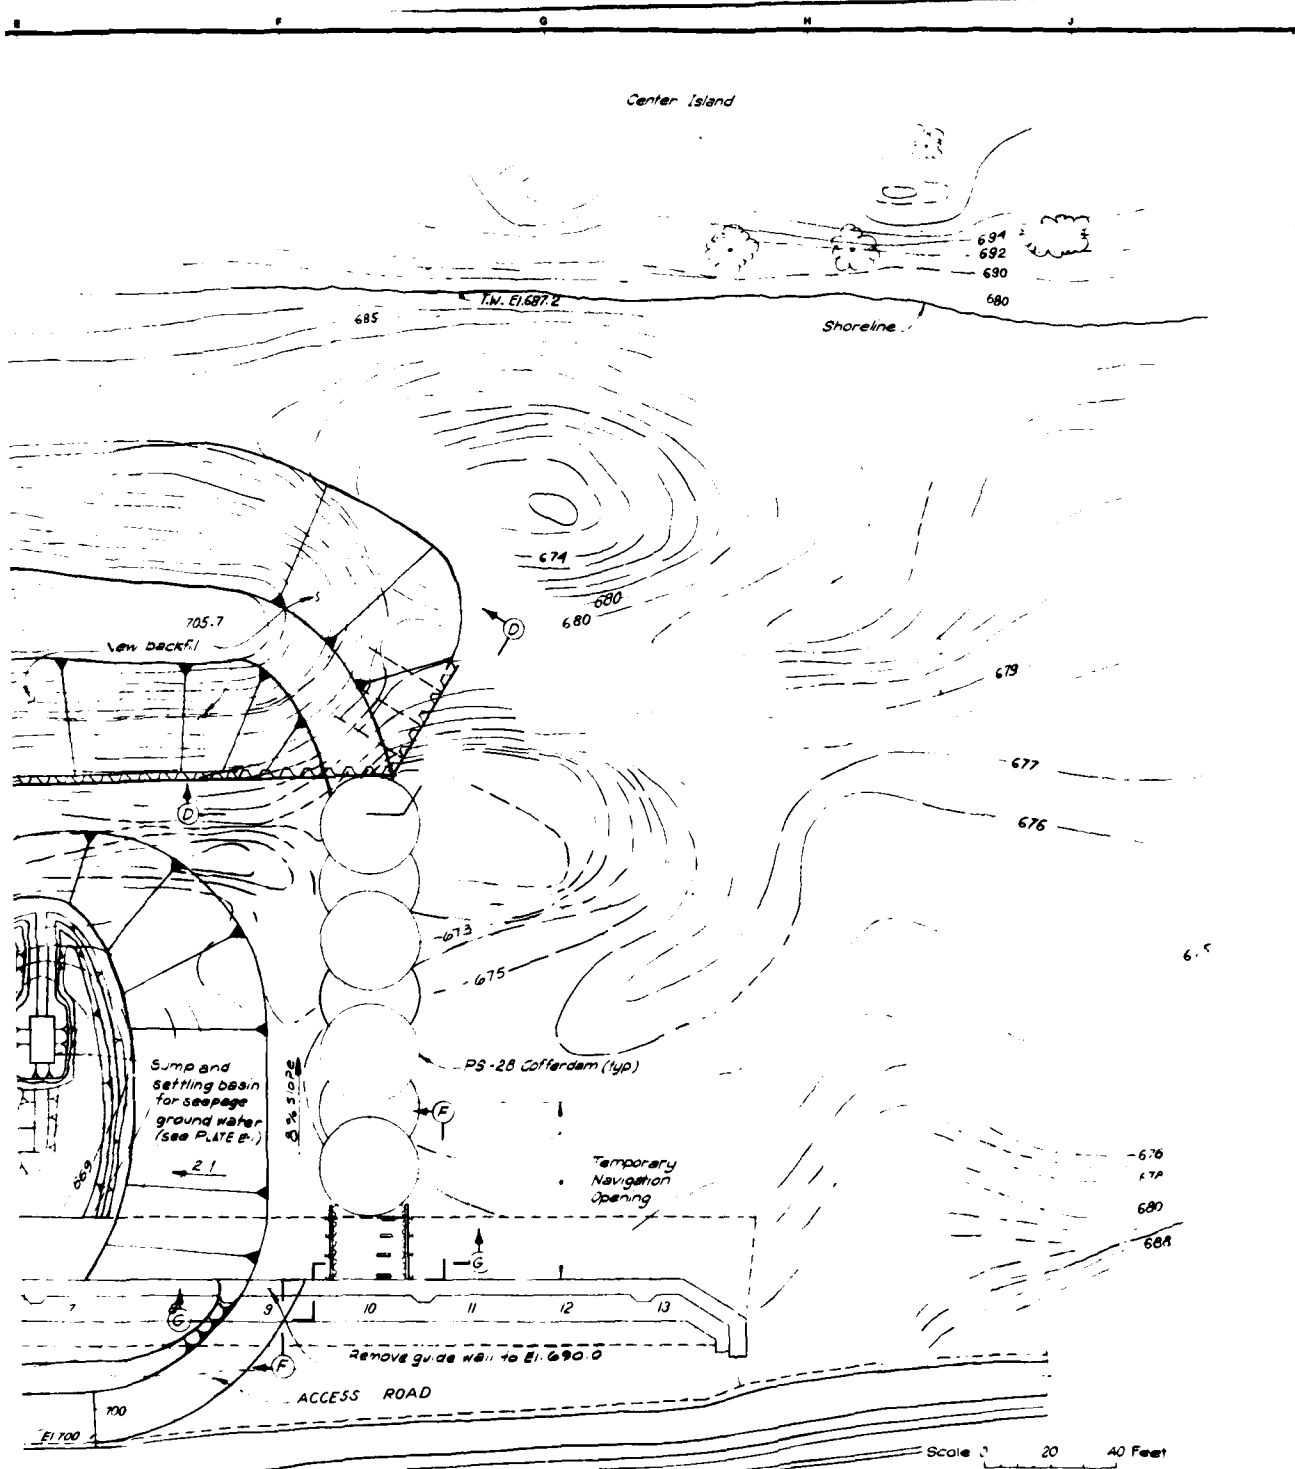 E F G H J
Center Island
694
692
690
680
T.W. El.687.2
685
Shoreline
674
680
680
705.7
New backfill
D
679
677
D
676
673
675
PS-28 Cofferdam (typ)
Sump and
settling basin
for seepage
ground water
(see PLATE
8% Slope
F
2:1
669
Temporary
Navigation
Opening
676
678
680
688
G
7 9 10 11 12 13
G
Remove guide wall to El.690.0
F
ACCESS ROAD
700
El 700
Scale 0 20 40 Feet